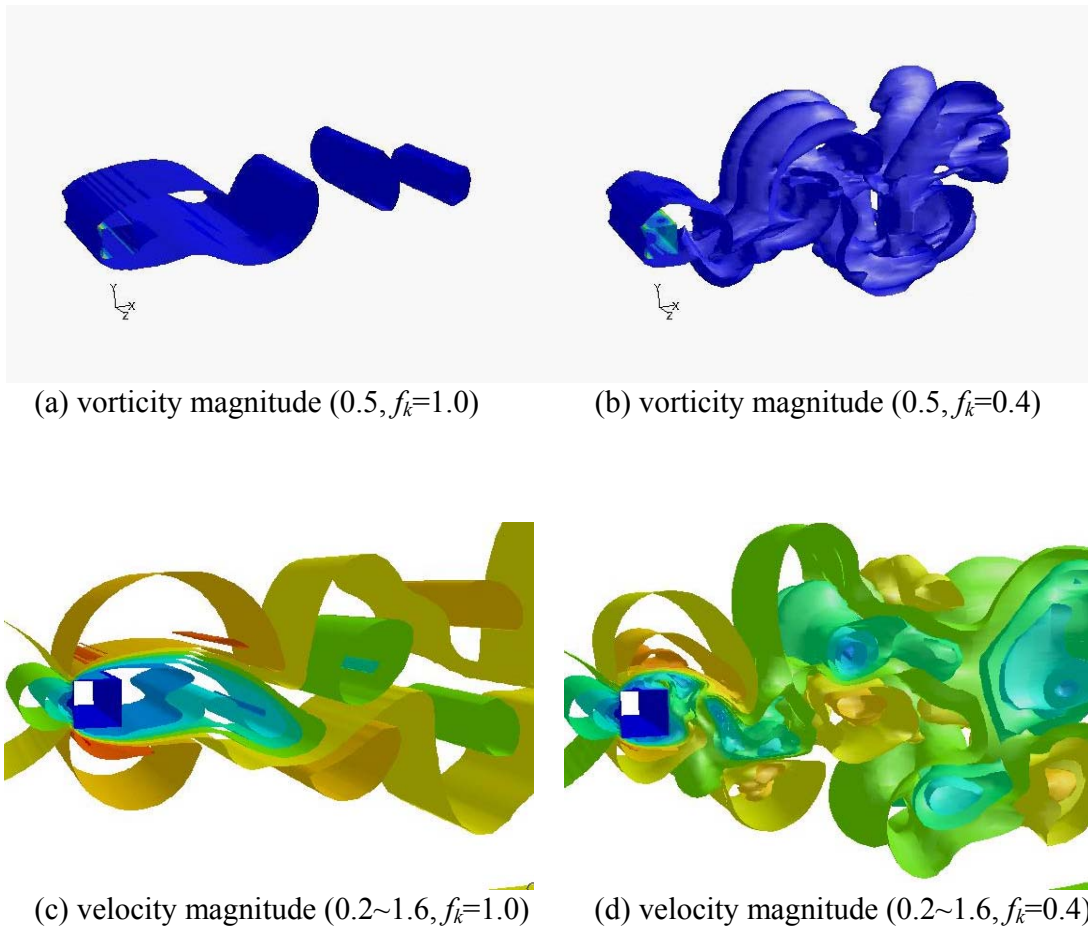 Y
X
Z
Y
X
Z
(a) vorticity magnitude (0.5, fk=1.0)
(b) vorticity magnitude (0.5, fk=0.4)
(c) velocity magnitude (0.2~1.6, fk=1.0)
(d) velocity magnitude (0.2~1.6, fk=0.4)